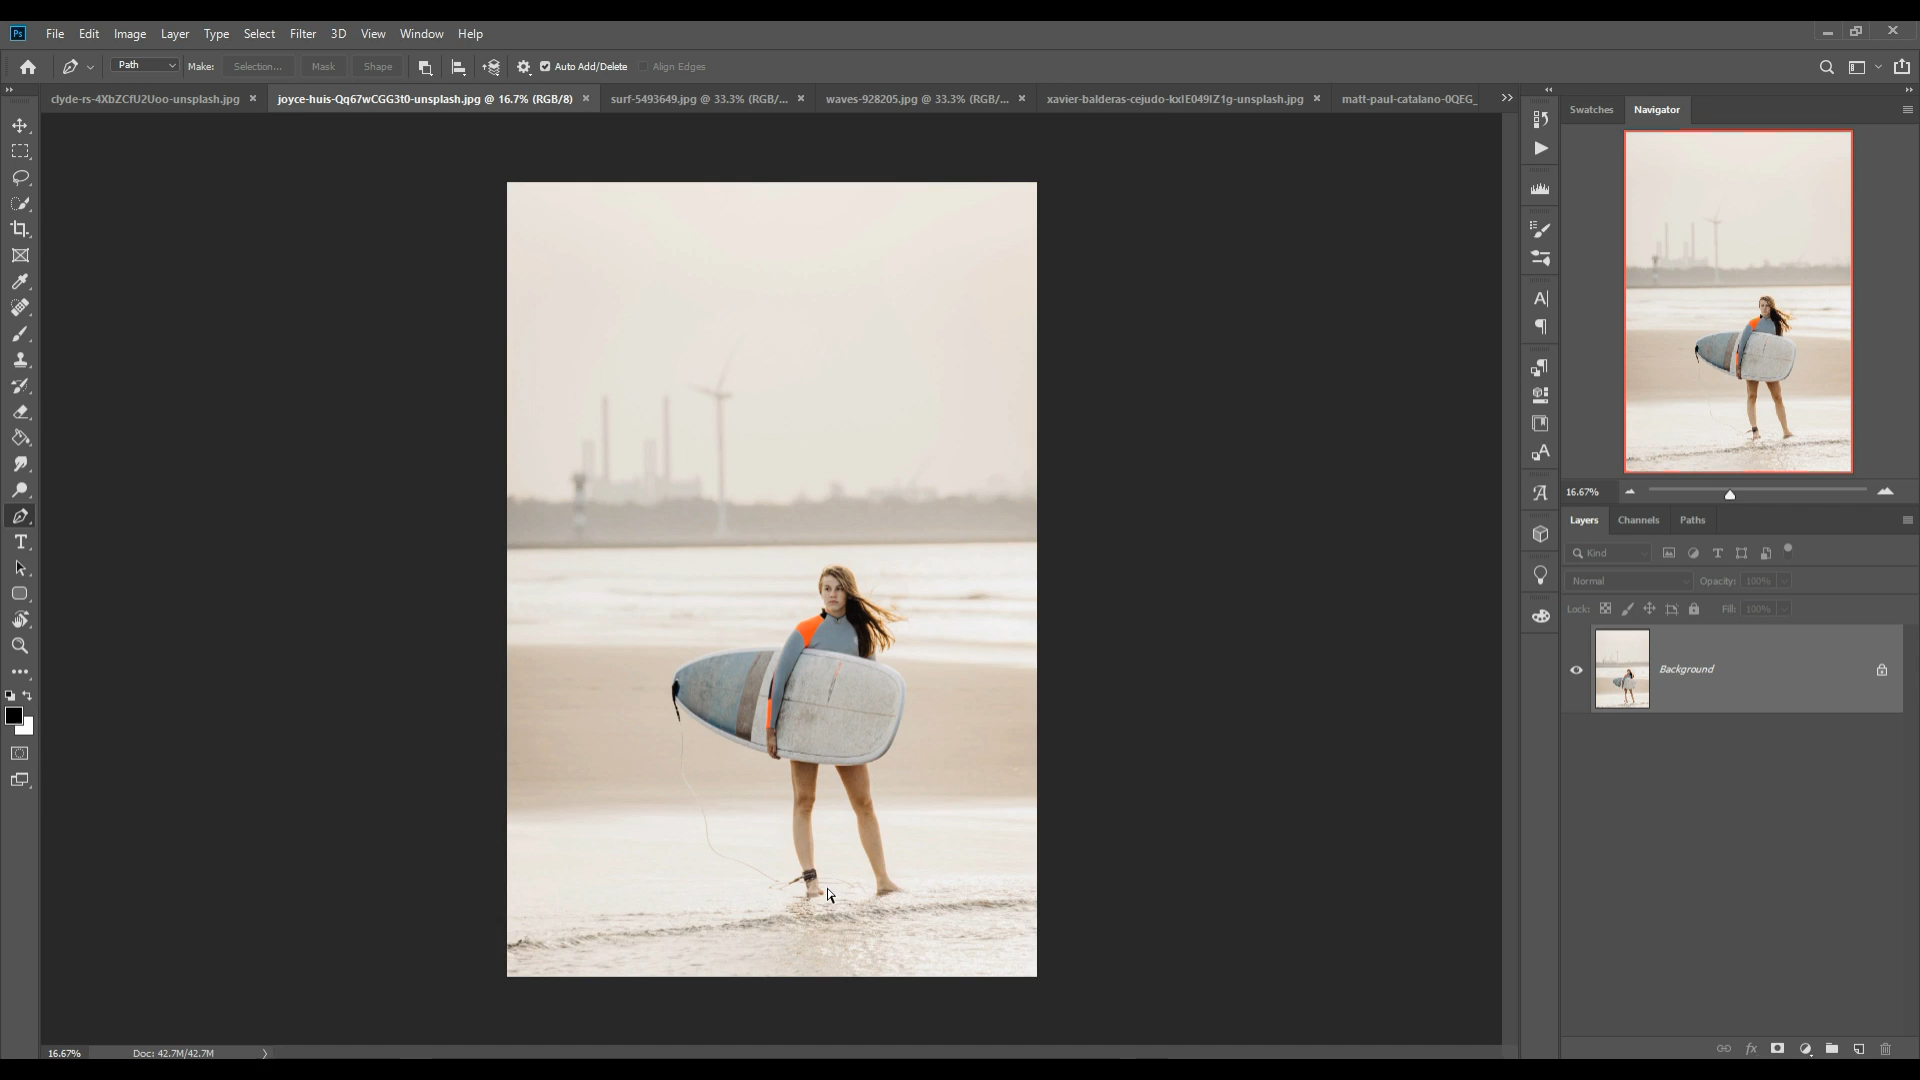 Ps File Edit Image Layer Type Select Filter 3D View Window Help
Path Make: Selection... Mask Shape Auto Add/Delete Align Edges
clyde-rs-4XbZCfU2Uoo-unsplash.jpg × joyce-huis-Qq67wCGG3t0-unsplash.jpg @ 16.7% (RGB/8) × surf-5493649.jpg @ 33.3% (RGB/... × waves-928205.jpg @ 33.3% (RGB/... × xavier-balderas-cejudo-kxIE049IZ1g-unsplash.jpg × matt-paul-catalano-0QEG_
Swatches Navigator
16.67%
Layers Channels Paths
Kind
Normal Opacity: 100%
Lock: Fill: 100%
Background
16.67% Doc: 42.7M/42.7M